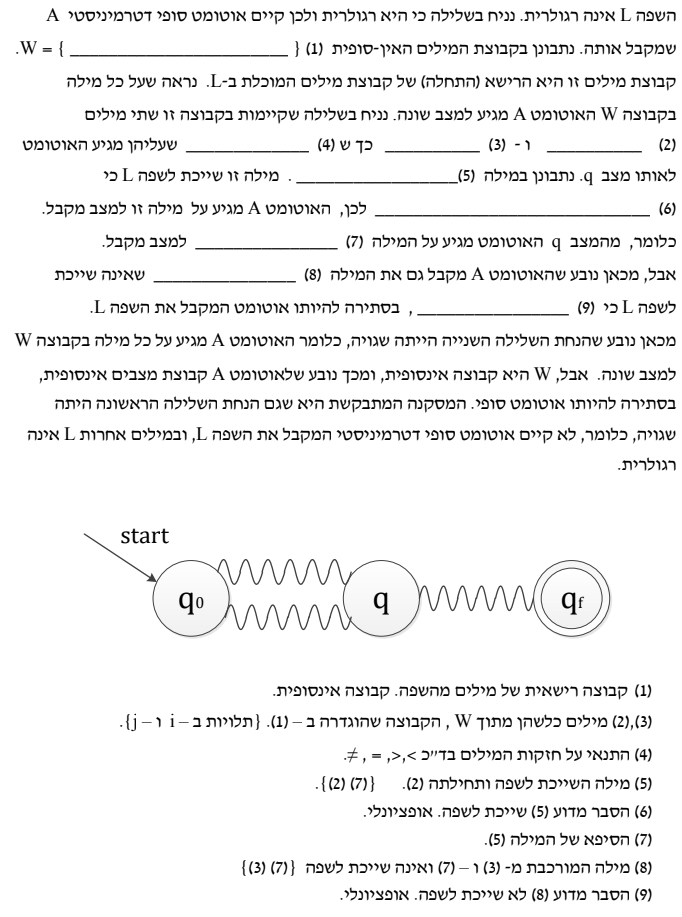 השפה L אינה רגולרית. נניח בשלילה כי היא רגולרית ולכן קיים אוטומט סופי דטרמיניסטי A
שמקבל אותה. נתבונן בקבוצת המילים האין-סופית (1) { ______________________ } = W.
קבוצת מילים זו היא הרישא (התחלה) של קבוצת מילים המוכלת ב-L. נראה שעל כל מילה
בקבוצה W האוטומט A מגיע למצב שונה. נניח בשלילה שקיימות בקבוצה זו שתי מילים
(2) __________ ו - (3) __________ כך ש (4) _____________ שעליהן מגיע האוטומט
לאותו מצב q. נתבונן במילה (5)_________________ . מילה זו שייכת לשפה L כי
(6) _____________________________ לכן, האוטומט A מגיע על מילה זו למצב מקבל.
כלומר, מהמצב q האוטומט מגיע על המילה (7) _______________ למצב מקבל.
אבל, מכאן נובע שהאוטומט A מקבל גם את המילה (8) _______________ שאינה שייכת
לשפה L כי (9) ________________ , בסתירה להיותו אוטומט המקבל את השפה L.
מכאן נובע שהנחת השלילה השנייה הייתה שגויה, כלומר האוטומט A מגיע על כל מילה בקבוצה W
למצב שונה. אבל, W היא קבוצה אינסופית, ומכך נובע שלאוטומט A קבוצת מצבים אינסופית,
בסתירה להיותו אוטומט סופי. המסקנה המתבקשת היא שגם הנחת השלילה הראשונה היתה
שגויה, כלומר, לא קיים אוטומט סופי דטרמיניסטי המקבל את השפה L, ובמילים אחרות L אינה
רגולרית.
start
q0 q qf
(1) קבוצה רישאית של מילים מהשפה. קבוצה אינסופית.
(2),(3) מילים כלשהן מתוך W , הקבוצה שהוגדרה ב – (1). {תלויות ב – i ו – j}.
(4) התנאי על חזקות המילים בד"כ >,<, = , ≠.
(5) מילה השייכת לשפה ותחילתה (2). {(2) (7)}.
(6) הסבר מדוע (5) שייכת לשפה. אופציונלי.
(7) הסיפא של המילה (5).
(8) מילה המורכבת מ- (3) ו – (7) ואינה שייכת לשפה {(3) (7)}
(9) הסבר מדוע (8) לא שייכת לשפה. אופציונלי.